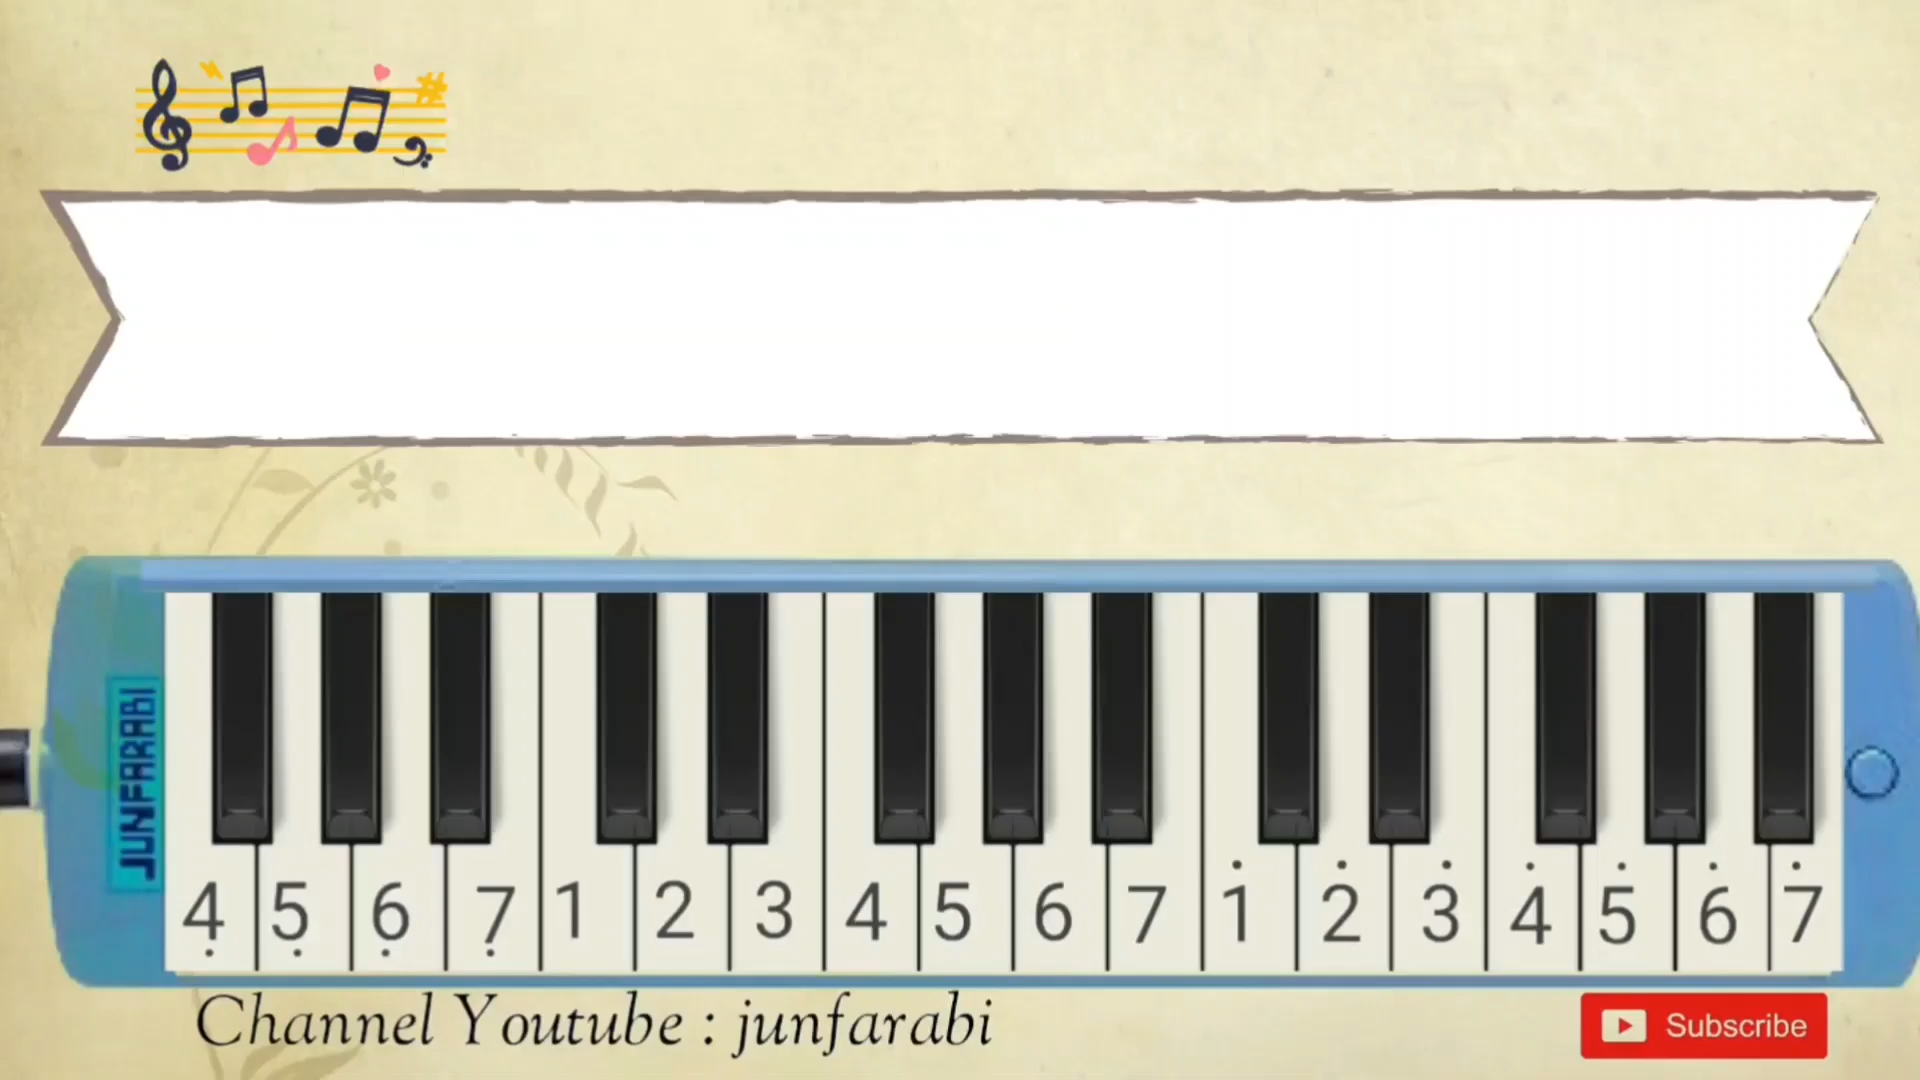 JUNFARABI
4̣ 5̣ 6̣ 7̣ 1 2 3 4 5 6 7 1̇ 2̇ 3̇ 4̇ 5̇ 6̇ 7̇
Channel Youtube : junfarabi
Subscribe